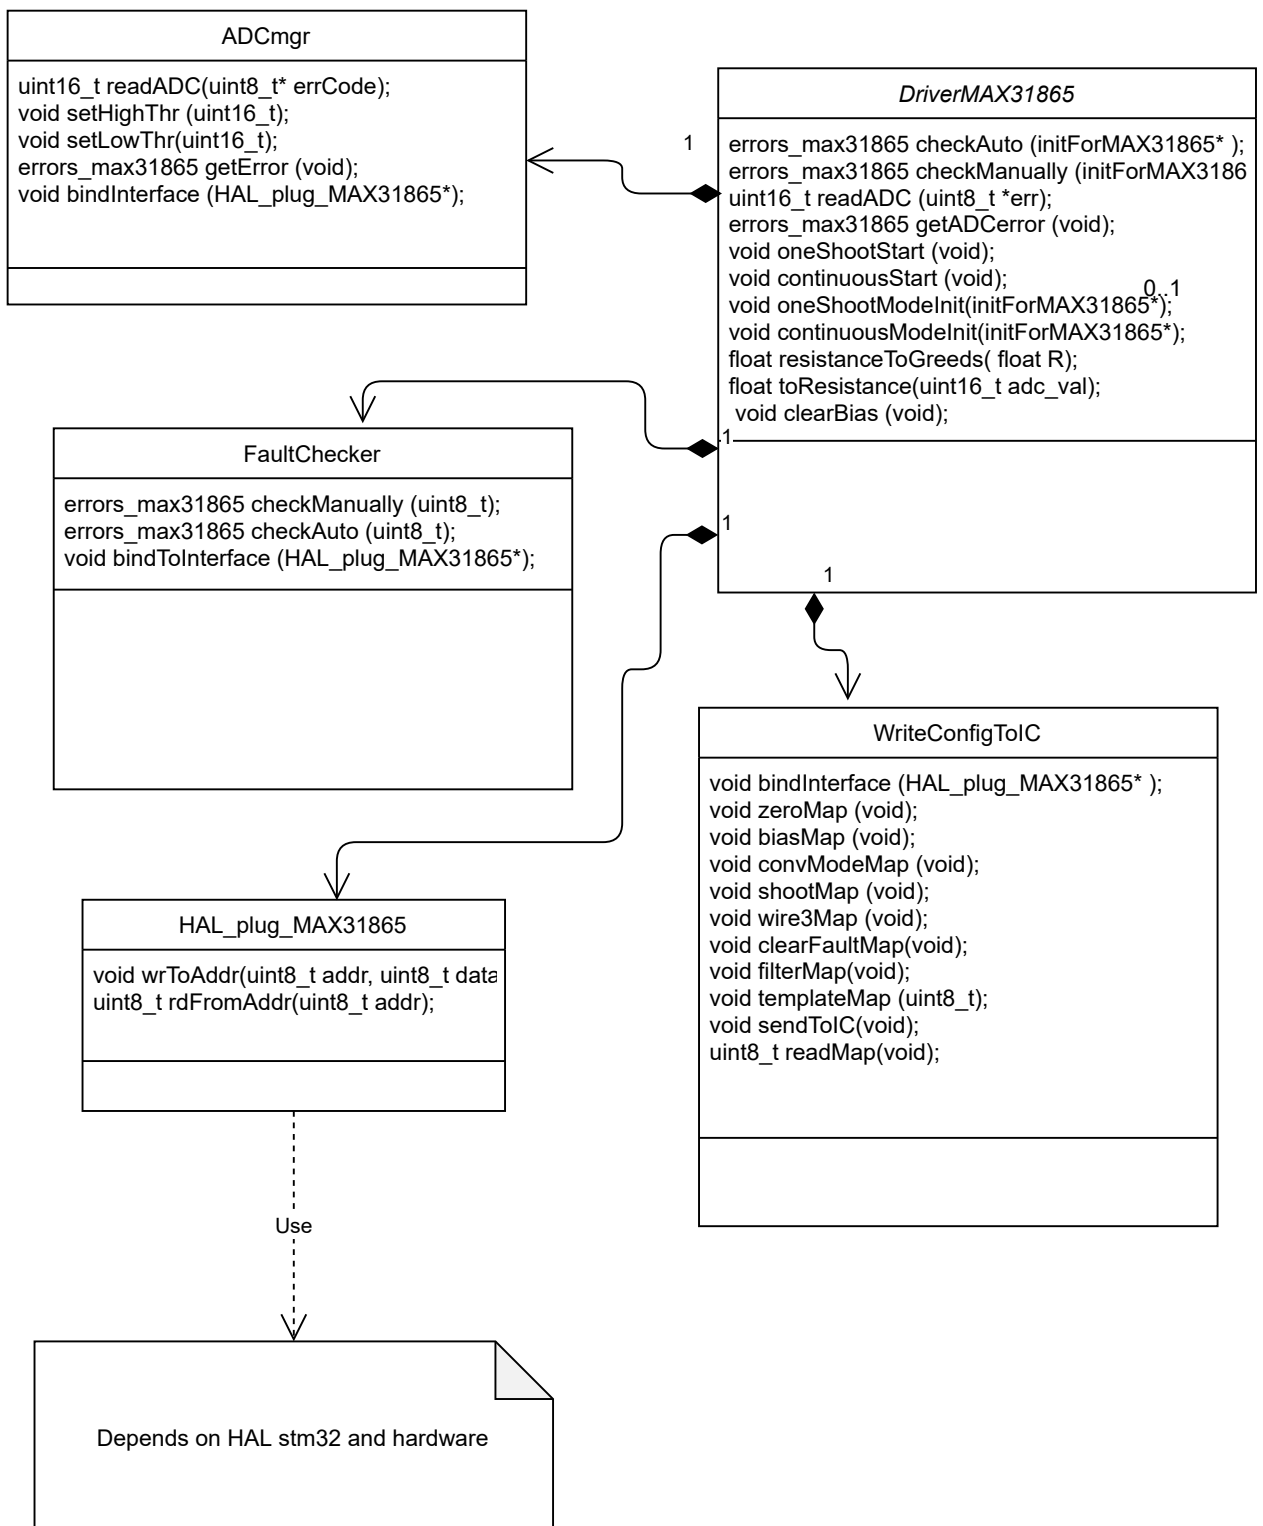 ADCmgr
uint16_t readADC(uint8_t* errCode);
void setHighThr (uint16_t);
void setLowThr(uint16_t);
errors_max31865 getError (void);
void bindInterface (HAL_plug_MAX31865*);
1
DriverMAX31865
errors_max31865 checkAuto (initForMAX31865* );
errors_max31865 checkManually (initForMAX3186
uint16_t readADC (uint8_t *err);
errors_max31865 getADCerror (void);
void oneShootStart (void);
void continuousStart (void);
0..1
void oneShootModeInit(initForMAX31865*);
void continuousModeInit(initForMAX31865*);
float resistanceToGreeds( float R);
float toResistance(uint16_t adc_val);
void clearBias (void);
1
1
1
FaultChecker
errors_max31865 checkManually (uint8_t);
errors_max31865 checkAuto (uint8_t);
void bindToInterface (HAL_plug_MAX31865*);
WriteConfigToIC
void bindInterface (HAL_plug_MAX31865* );
void zeroMap (void);
void biasMap (void);
void convModeMap (void);
void shootMap (void);
void wire3Map (void);
void clearFaultMap(void);
void filterMap(void);
void templateMap (uint8_t);
void sendToIC(void);
uint8_t readMap(void);
HAL_plug_MAX31865
void wrToAddr(uint8_t addr, uint8_t data
uint8_t rdFromAddr(uint8_t addr);
Use
Depends on HAL stm32 and hardware